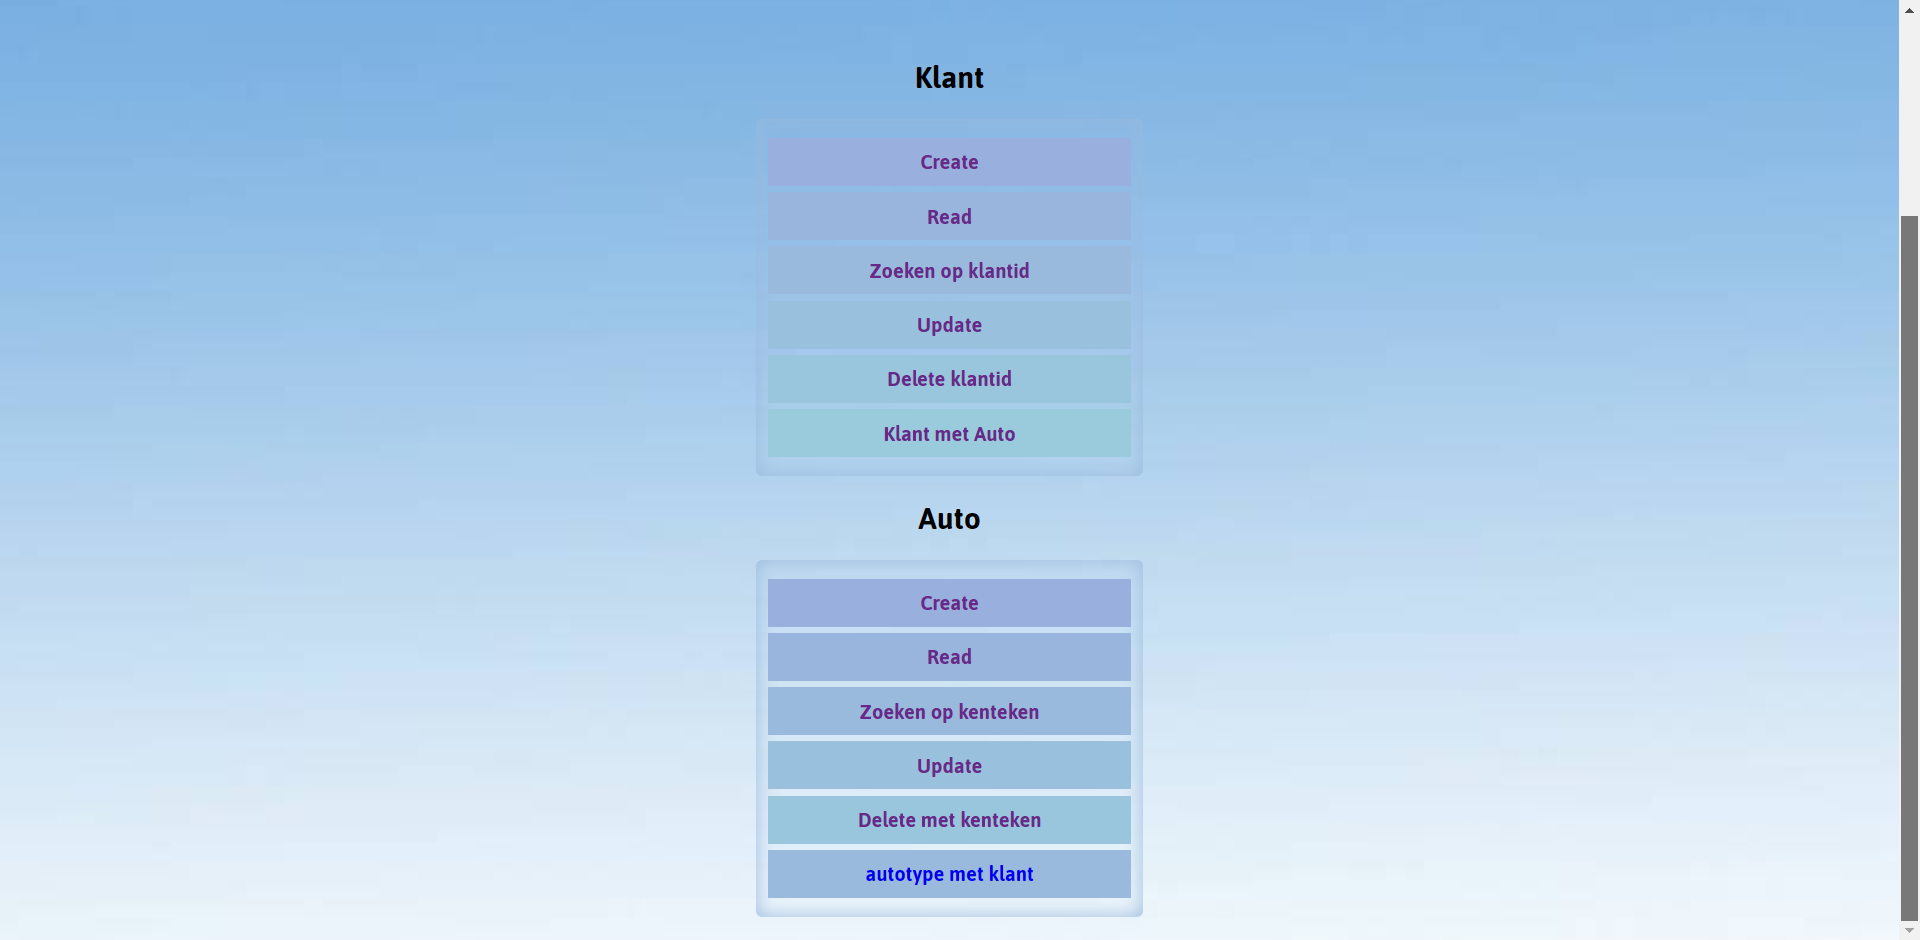 Klant
Create
Read
Zoeken op klantid
Update
Delete klantid
Klant met Auto
Auto
Create
Read
Zoeken op kenteken
Update
Delete met kenteken
autotype met klant